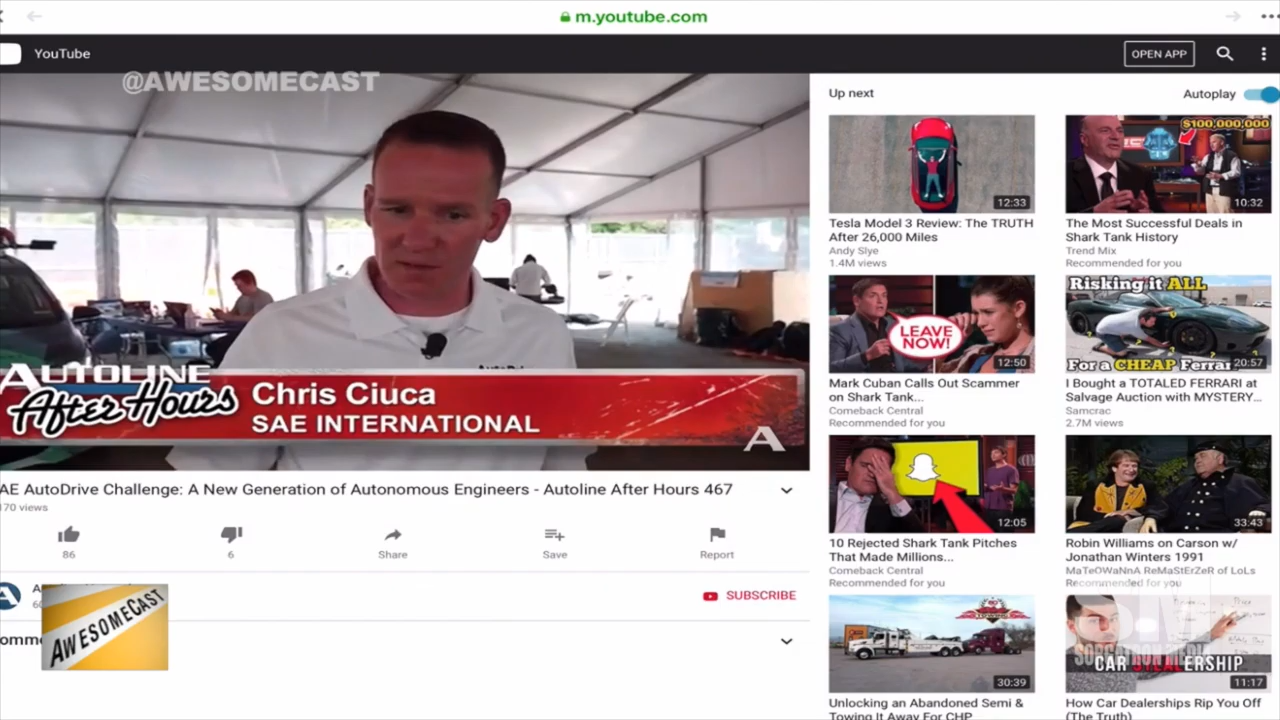 m.youtube.com
YouTube
OPEN APP
@AWESOMECAST
Up next
Autoplay
AUTOLINE
After Hours
Chris Ciuca
SAE INTERNATIONAL
AE AutoDrive Challenge: A New Generation of Autonomous Engineers - Autoline After Hours 467
170 views
86
6
Share
Save
Report
SUBSCRIBE
AWESOMECAST
12:33
Tesla Model 3 Review: The TRUTH
After 26,000 Miles
Andy Slye
1.4M views
$100,000,000
10:32
The Most Successful Deals in
Shark Tank History
Trend Mix
Recommended for you
LEAVE
NOW!
12:50
Mark Cuban Calls Out Scammer
on Shark Tank...
Comeback Central
Recommended for you
Risking it ALL
For a CHEAP Ferrari
20:57
I Bought a TOTALED FERRARI at
Salvage Auction with MYSTERY...
Samcrac
2.7M views
12:05
10 Rejected Shark Tank Pitches
That Made Millions...
Comeback Central
Recommended for you
33:43
Robin Williams on Carson w/
Jonathan Winters 1991
MaTeOWaNnA ReMaStErZeR of LoLs
Recommended for you
30:39
Unlocking an Abandoned Semi &
Towing It Away For CHP
SM
SORGATRON MEDIA
CAR STEALERSHIP
11:17
How Car Dealerships Rip You Off
(The Truth)